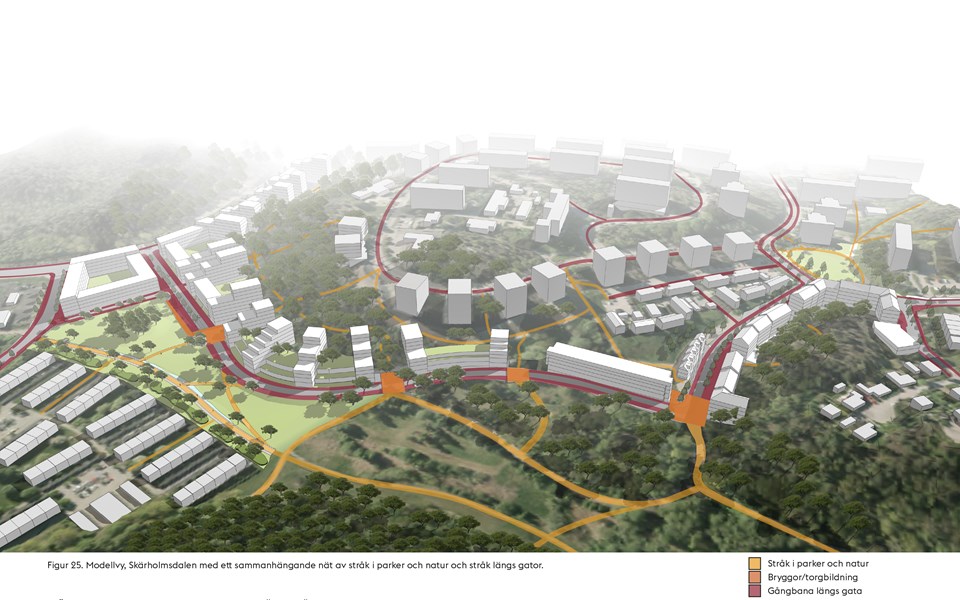 Figur 25. Modellvy, Skärholmsdalen med ett sammanhängande nät av stråk i parker och natur och stråk längs gator.
Stråk i parker och natur
Bryggor/torgbildning
Gångbana längs gata